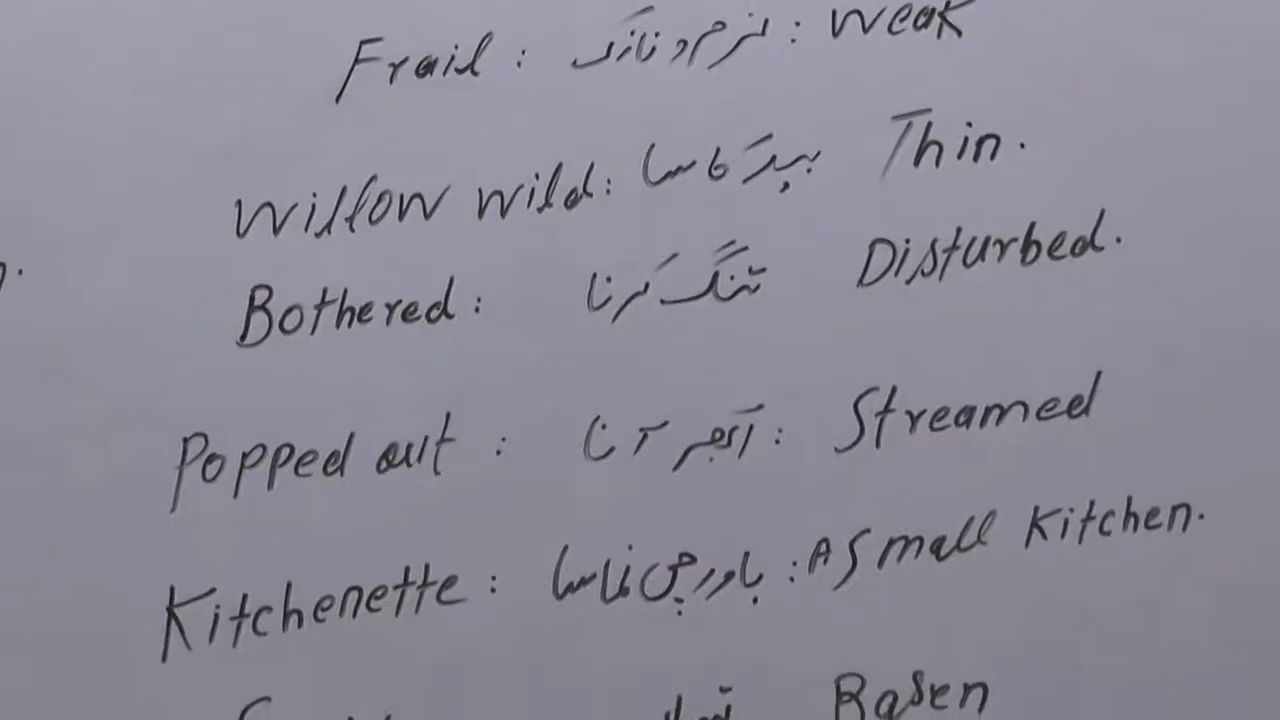 Frail : نرم و نازک : weak
Willow wild : بید کا سا Thin.
Bothered : تنگ کرنا Disturbed.
Popped out : ابھر آنا : Streamed
Kitchenette : باورچی نما سا : A Small Kitchen.
Basen